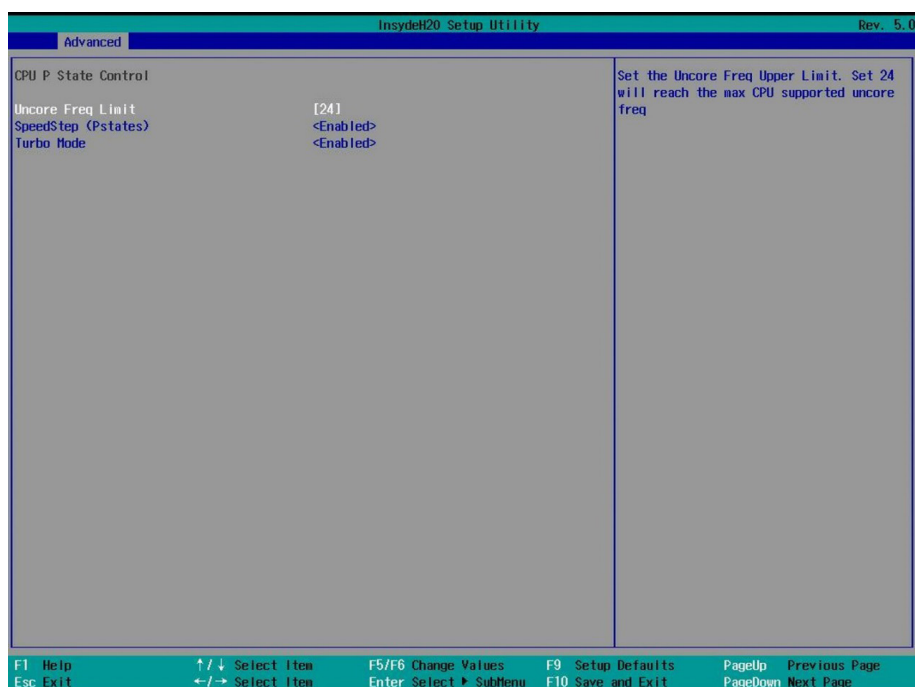 InsydeH2O Setup Utility Rev. 5.0
Advanced
CPU P State Control
Uncore Freq Limit [24]
SpeedStep (Pstates) <Enabled>
Turbo Mode <Enabled>
Set the Uncore Freq Upper Limit. Set 24
will reach the max CPU supported uncore
freq
F1 Help ↑/↓ Select Item F5/F6 Change Values F9 Setup Defaults PageUp Previous Page
Esc Exit ←/→ Select Item Enter Select ▶ SubMenu F10 Save and Exit PageDown Next Page